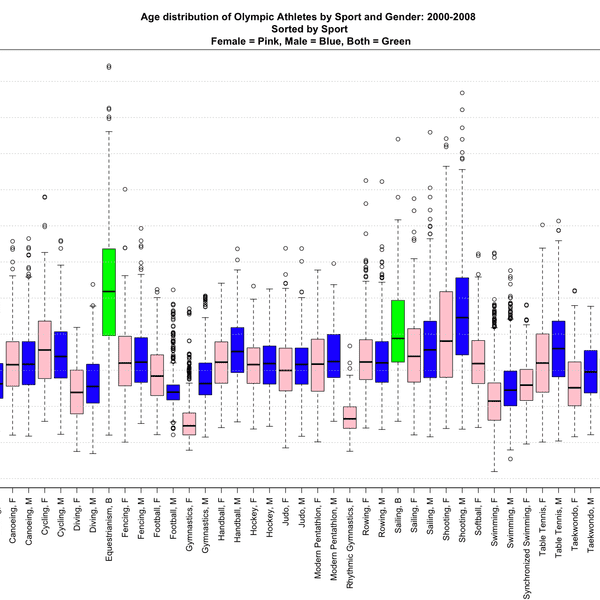 Age distribution of Olympic Athletes by Sport and Gender: 2000-2008
Sorted by Sport
Female = Pink, Male = Blue, Both = Green
Canoeing, F
Canoeing, M
Cycling, F
Cycling, M
Diving, F
Diving, M
Equestrianism, B
Fencing, F
Fencing, M
Football, F
Football, M
Gymnastics, F
Gymnastics, M
Handball, F
Handball, M
Hockey, F
Hockey, M
Judo, F
Judo, M
Modern Pentathlon, F
Modern Pentathlon, M
Rhythmic Gymnastics, F
Rowing, F
Rowing, M
Sailing, B
Sailing, F
Sailing, M
Shooting, F
Shooting, M
Softball, F
Swimming, F
Swimming, M
Synchronized Swimming, F
Table Tennis, F
Table Tennis, M
Taekwondo, F
Taekwondo, M